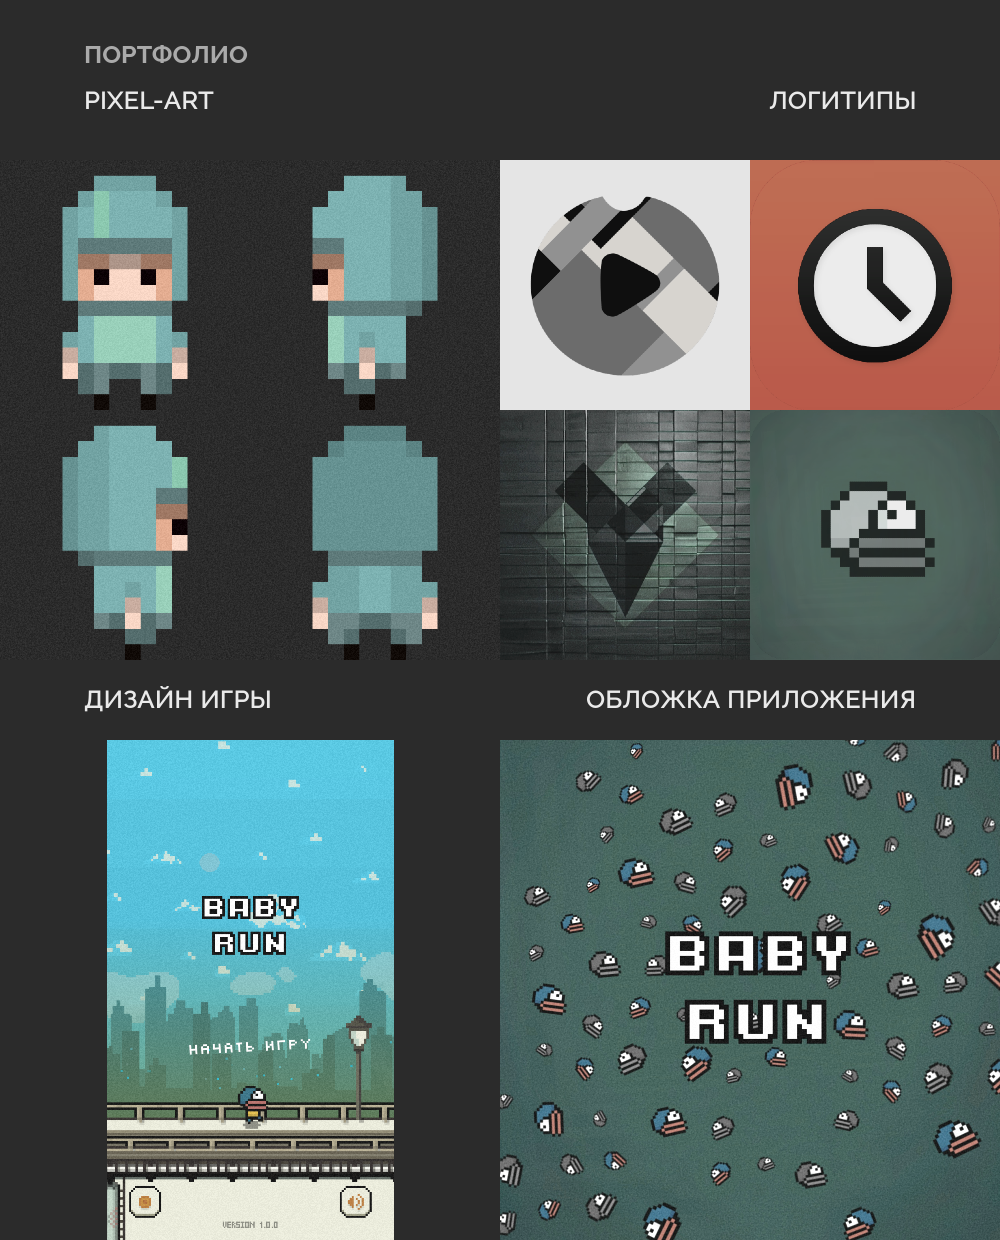 ПОРТФОЛИО
PIXEL-ART
ЛОГИТИПЫ
ДИЗАЙН ИГРЫ
ОБЛОЖКА ПРИЛОЖЕНИЯ
BABY
RUN
НАЧАТЬ ИГРУ
VERSION 1.0.0
BABY
RUN